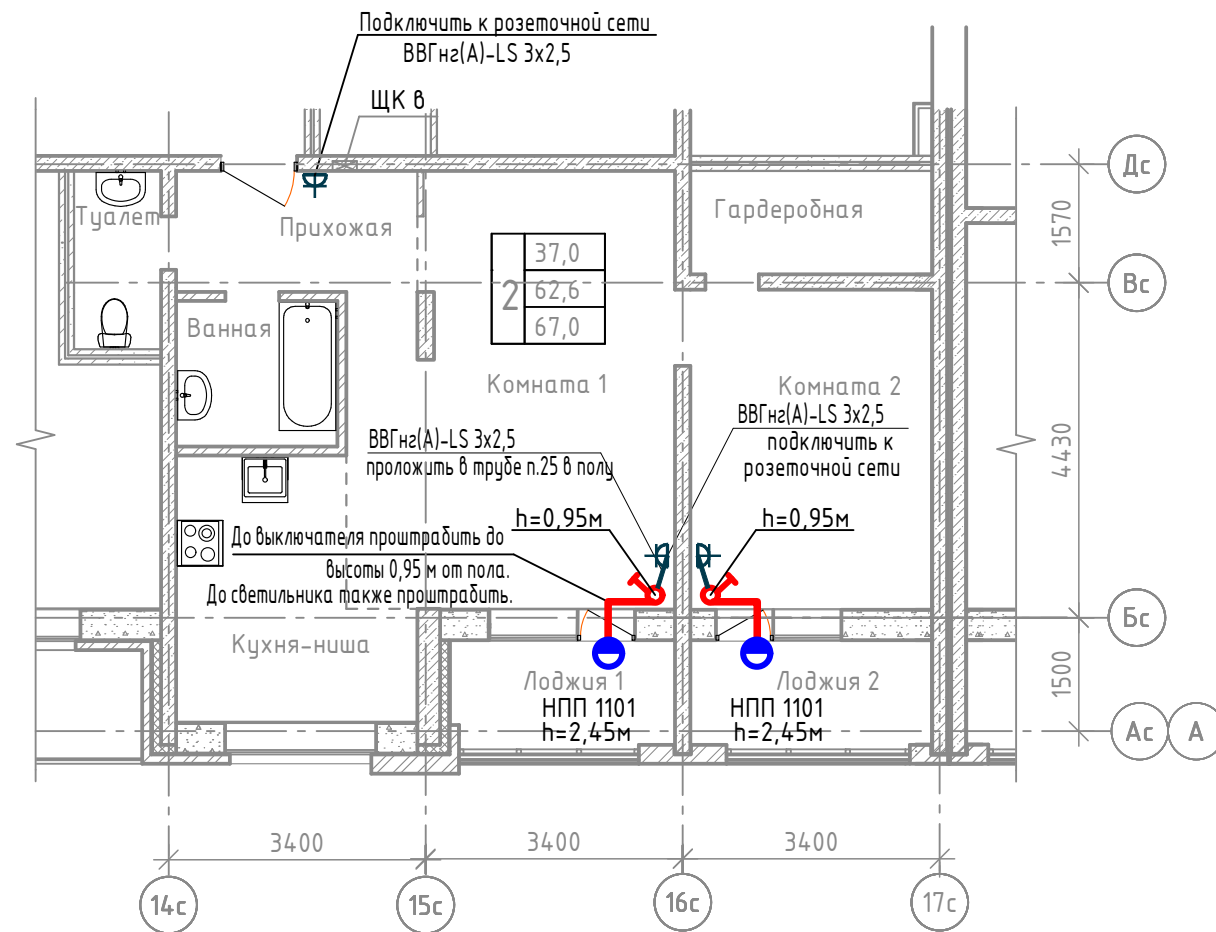 Подключить к розеточной сети
ВВГнг(А)-LS 3х2,5
ЩК в
Дс
Туалет
Прихожая
Гардеробная
1570
2
37,0
62,6
67,0
Вс
Ванная
Комната 1
Комната 2
ВВГнг(А)-LS 3х2,5
подключить к
розеточной сети
ВВГнг(А)-LS 3х2,5
проложить в трубе п.25 в полу
4430
h=0,95м
h=0,95м
До выключателя проштрабить до
высоты 0,95 м от пола.
До светильника также проштрабить.
Бс
Кухня-ниша
Лоджия 1
НПП 1101
h=2,45м
Лоджия 2
НПП 1101
h=2,45м
1500
Ас
А
3400
3400
3400
14с
15с
16с
17с